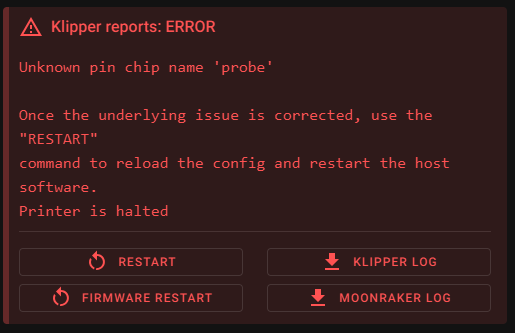 Klipper reports: ERROR
Unknown pin chip name 'probe'
Once the underlying issue is corrected, use the
"RESTART"
command to reload the config and restart the host
software.
Printer is halted
RESTART
KLIPPER LOG
FIRMWARE RESTART
MOONRAKER LOG